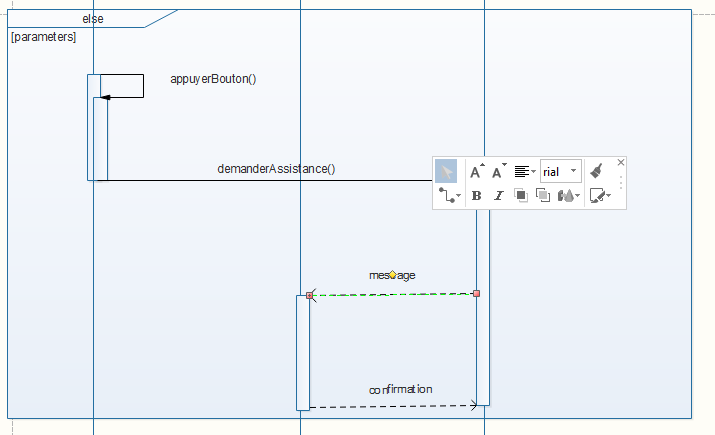 else
[parameters]
appuyerBouton()
demanderAssistance()
A A rial
B I
message
confirmation